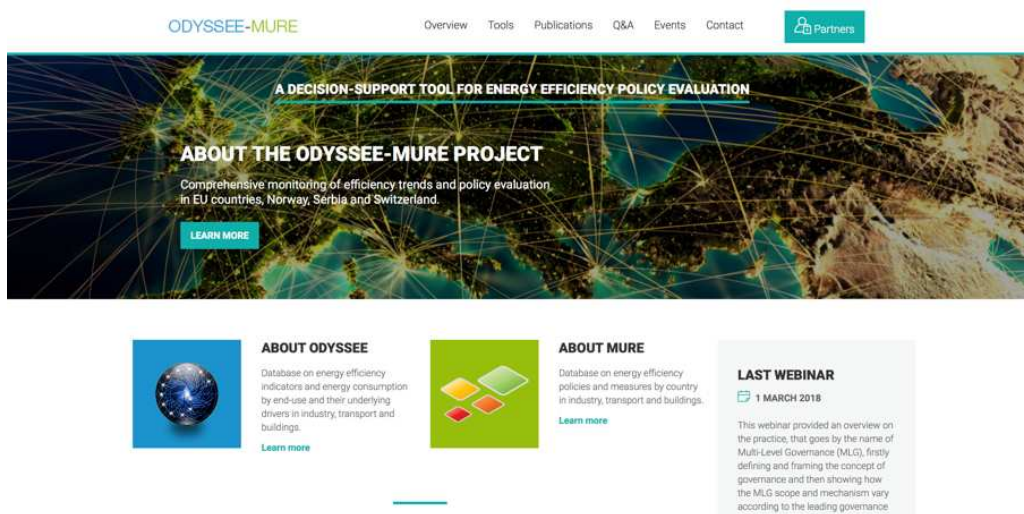 ODYSSEE-MURE
Overview Tools Publications Q&A Events Contact Partners
A DECISION-SUPPORT TOOL FOR ENERGY EFFICIENCY POLICY EVALUATION
ABOUT THE ODYSSEE-MURE PROJECT
Comprehensive monitoring of efficiency trends and policy evaluation
in EU countries, Norway, Serbia and Switzerland.
LEARN MORE
ABOUT ODYSSEE
Database on energy efficiency
indicators and energy consumption
by end-use and their underlying
drivers in industry, transport and
buildings.
Learn more
ABOUT MURE
Database on energy efficiency
policies and measures by country
in industry, transport and buildings.
Learn more
LAST WEBINAR
1 MARCH 2018
This webinar provided an overview on
the practice, that goes by the name of
Multi-Level Governance (MLG), firstly
defining and framing the concept of
governance and then showing how
the MLG scope and mechanism vary
according to the leading governance